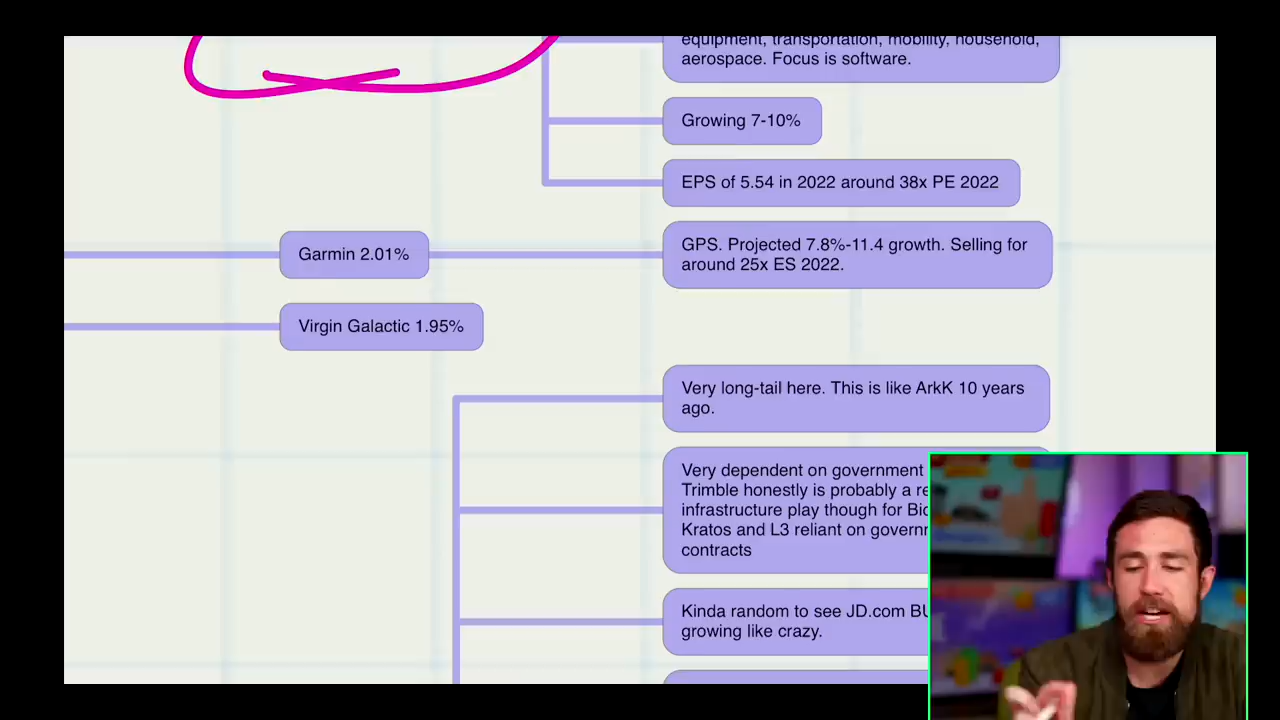 equipment, transportation, mobility, household,
aerospace. Focus is software.
Growing 7-10%
EPS of 5.54 in 2022 around 38x PE 2022
Garmin 2.01%
GPS. Projected 7.8%-11.4 growth. Selling for
around 25x ES 2022.
Virgin Galactic 1.95%
Very long-tail here. This is like ArkK 10 years
ago.
Very dependent on government
Trimble honestly is probably a
infrastructure play though for
Kratos and L3 reliant on
contracts
Kinda random to see JD.com
growing like crazy.